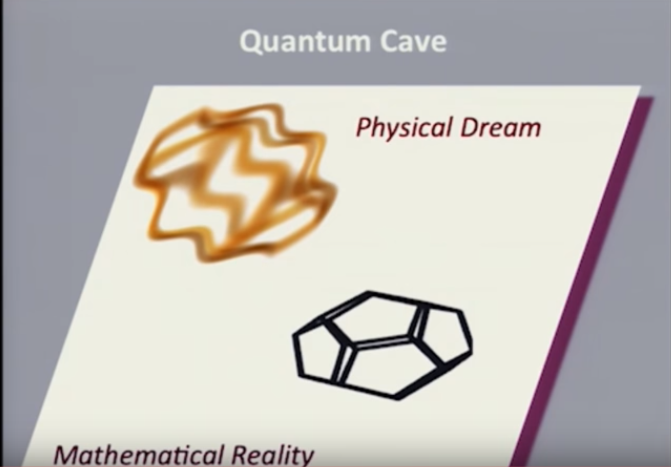 Quantum Cave
Physical Dream
Mathematical Reality